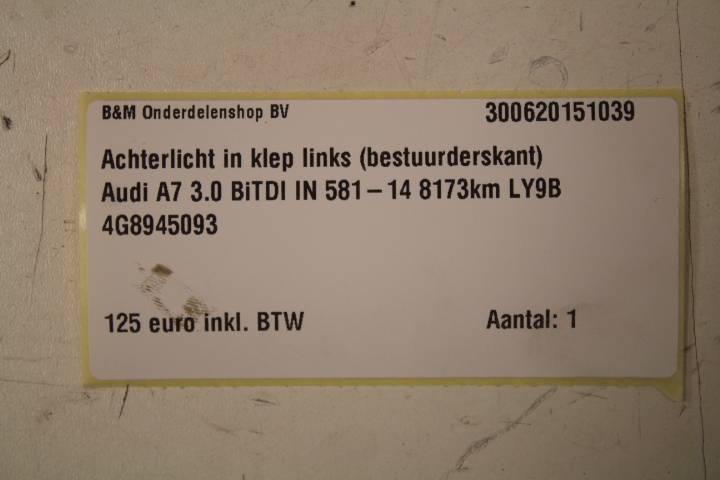 B&M Onderdelenshop BV 300620151039
Achterlicht in klep links (bestuurderskant)
Audi A7 3.0 BiTDI IN 581-14 8173km LY9B
4G8945093
125 euro inkl. BTW Aantal: 1